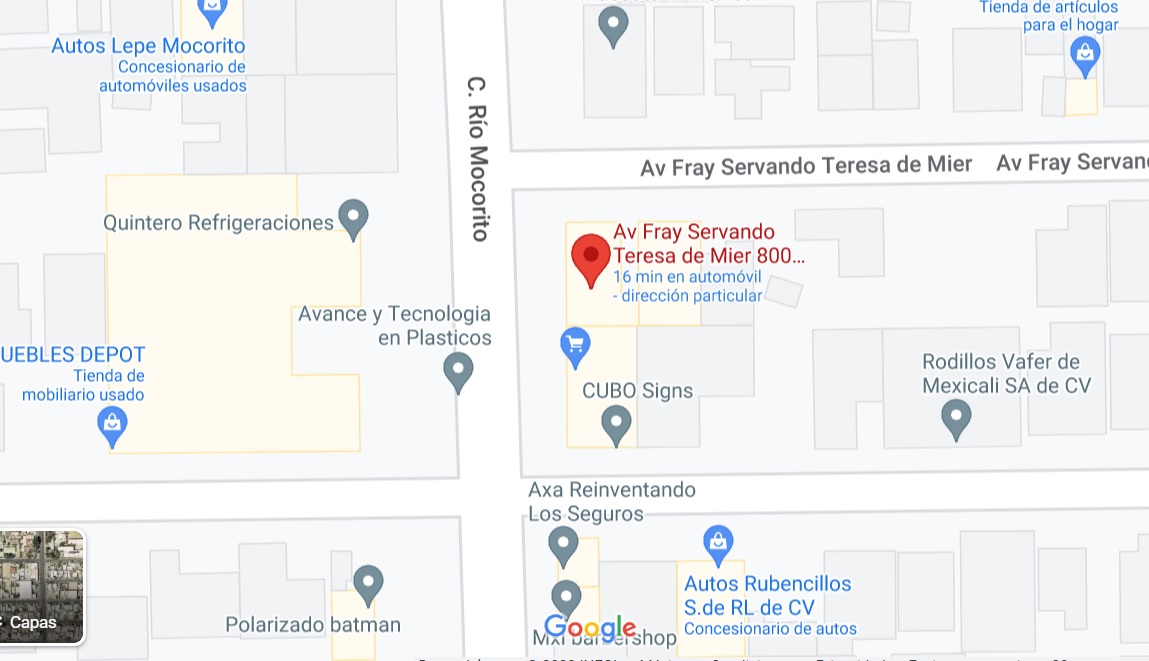 Tienda de artículos
para el hogar
Autos Lepe Mocorito
Concesionario de
automóviles usados
C. Río Mocorito
Av Fray Servando Teresa de Mier
Av Fray Servan
Quintero Refrigeraciones
Av Fray Servando
Teresa de Mier 800...
16 min en automóvil
- dirección particular
Avance y Tecnologia
en Plasticos
UEBLES DEPOT
Tienda de
mobiliario usado
CUBO Signs
Rodillos Vafer de
Mexicali SA de CV
Axa Reinventando
Los Seguros
Autos Rubencillos
S.de RL de CV
Concesionario de autos
Capas
Polarizado batman
Google
Mxl barbershop